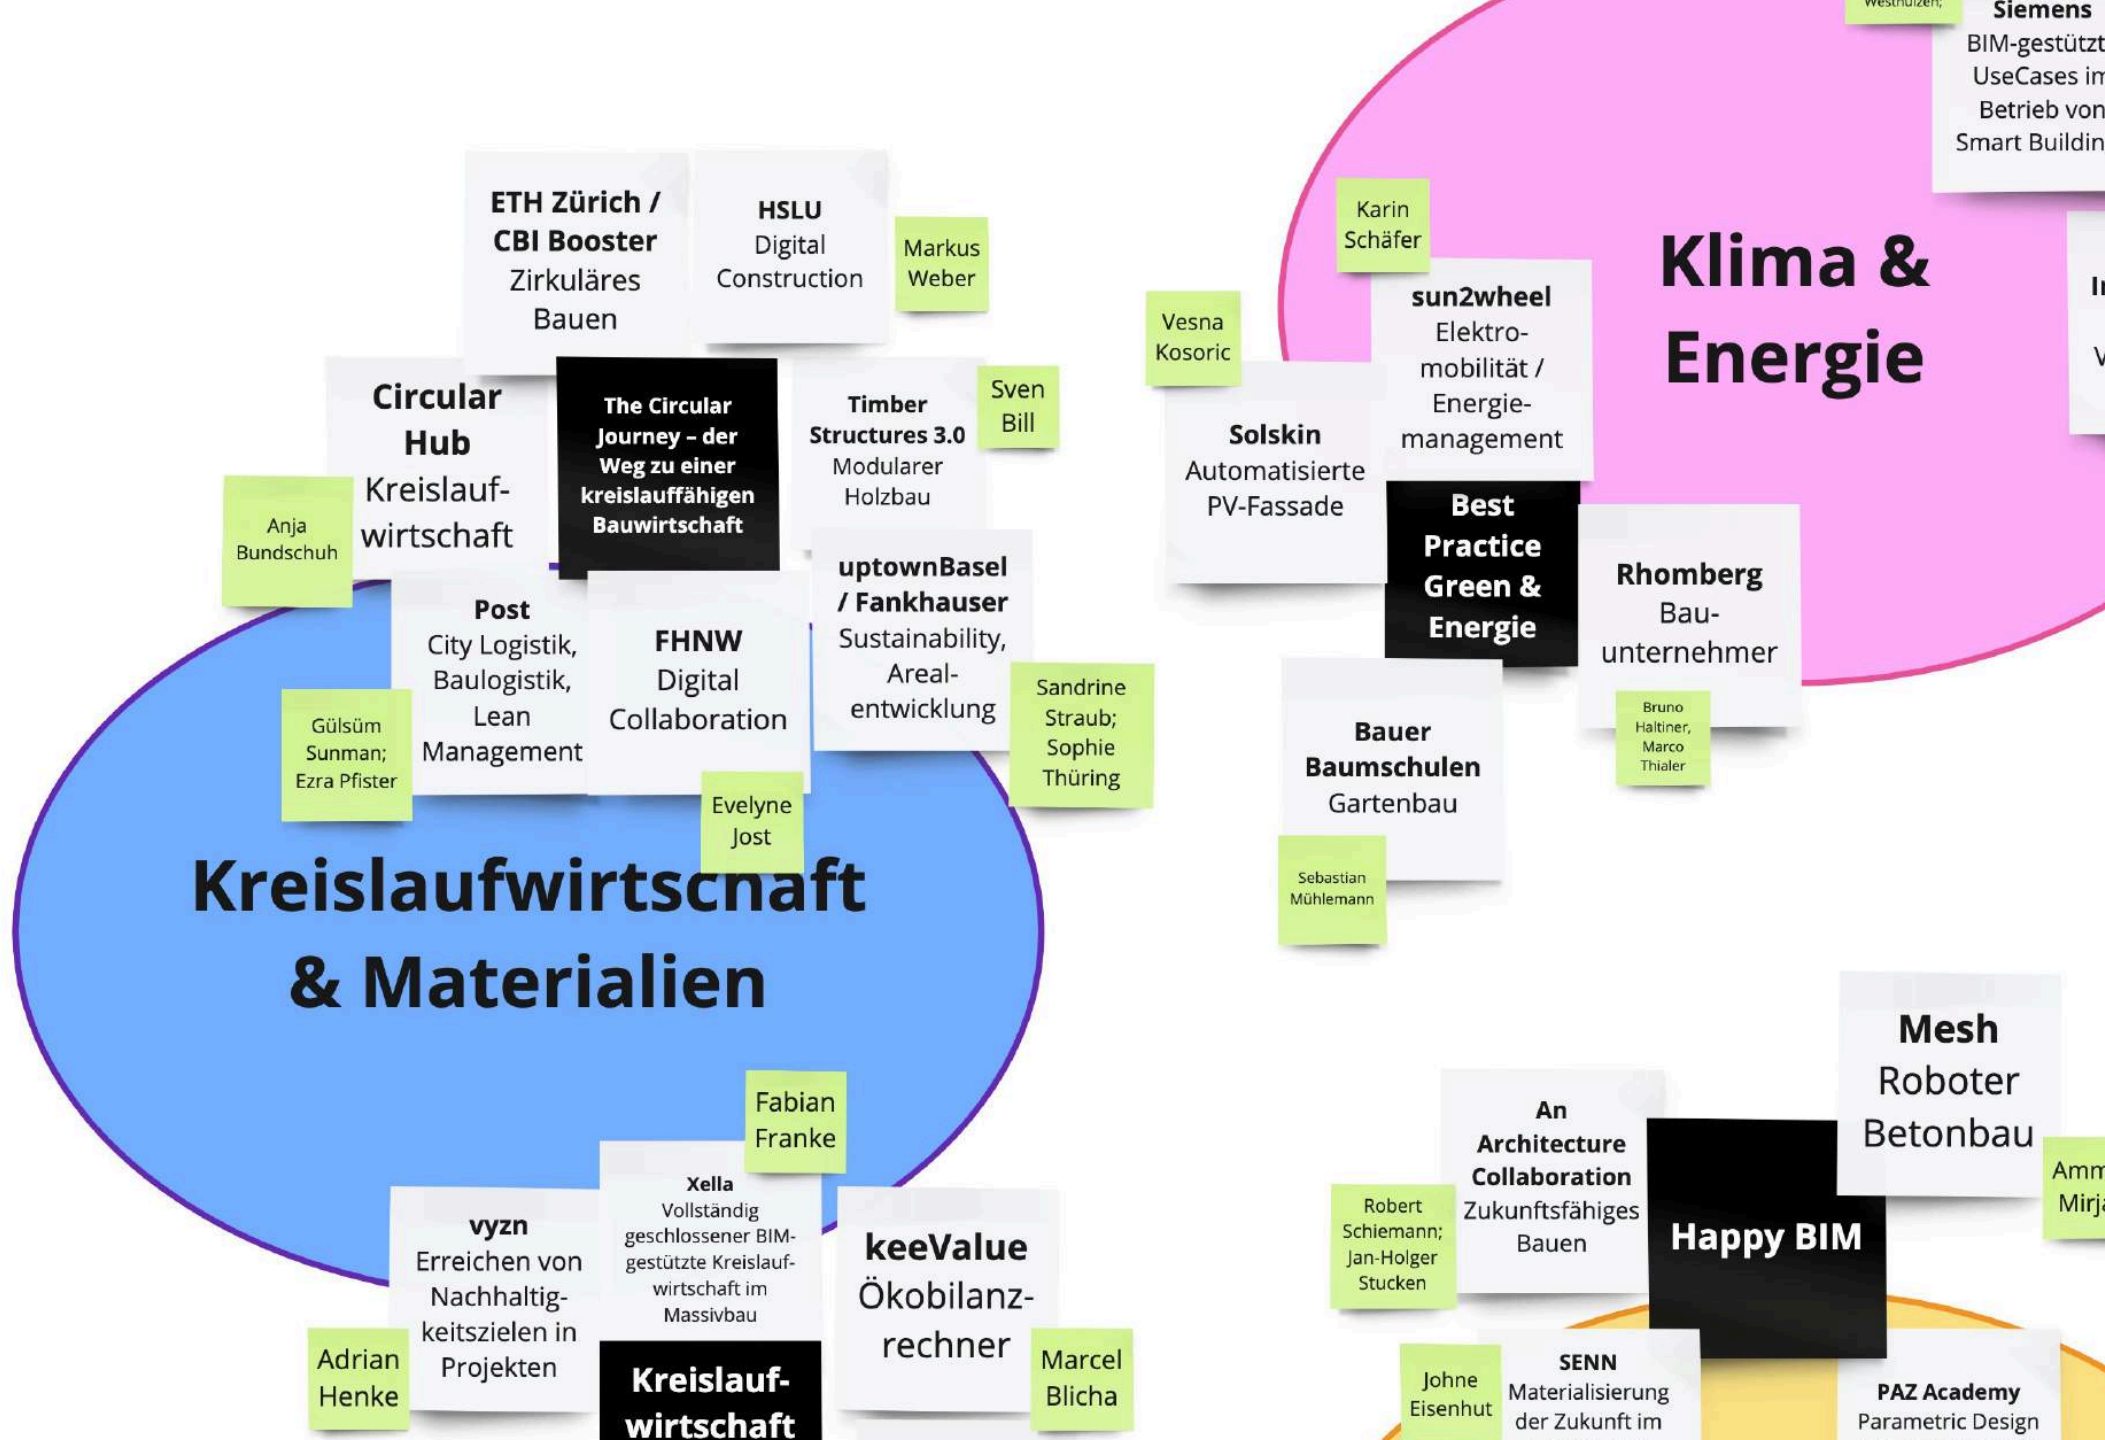 Westhuizen;
Siemens
BIM-gestützt
UseCases im
Betrieb von
Smart Buildin
ETH Zürich /
CBI Booster
Zirkuläres
Bauen
HSLU
Digital
Construction
Markus
Weber
Circular
Hub
Kreislauf-
wirtschaft
Anja
Bundschuh
The Circular
Journey – der
Weg zu einer
kreislauffähigen
Bauwirtschaft
Timber
Structures 3.0
Modularer
Holzbau
Sven
Bill
Post
City Logistik,
Baulogistik,
Lean
Management
Gülsüm
Sunman;
Ezra Pfister
FHNW
Digital
Collaboration
Evelyne
Jost
uptownBasel
/ Fankhauser
Sustainability,
Areal-
entwicklung
Sandrine
Straub;
Sophie
Thüring
Kreislaufwirtschaft
& Materialien
Klima &
Energie
Karin
Schäfer
sun2wheel
Elektro-
mobilität /
Energie-
management
Vesna
Kosoric
Solskin
Automatisierte
PV-Fassade
Best
Practice
Green &
Energie
Rhomberg
Bau-
unternehmer
Bruno
Haltiner,
Marco
Thialer
Bauer
Baumschulen
Gartenbau
Sebastian
Mühlemann
Fabian
Franke
Xella
Vollständig
geschlossener BIM-
gestützte Kreislauf-
wirtschaft im
Massivbau
vyzn
Erreichen von
Nachhaltig-
keitszielen in
Projekten
Adrian
Henke
keeValue
Ökobilanz-
rechner
Marcel
Blicha
Kreislauf-
wirtschaft
Mesh
Roboter
Betonbau
Amm
Mirja
An
Architecture
Collaboration
Zukunftsfähiges
Bauen
Robert
Schiemann;
Jan-Holger
Stucken
Happy BIM
Johne
Eisenhut
SENN
Materialisierung
der Zukunft im
PAZ Academy
Parametric Design